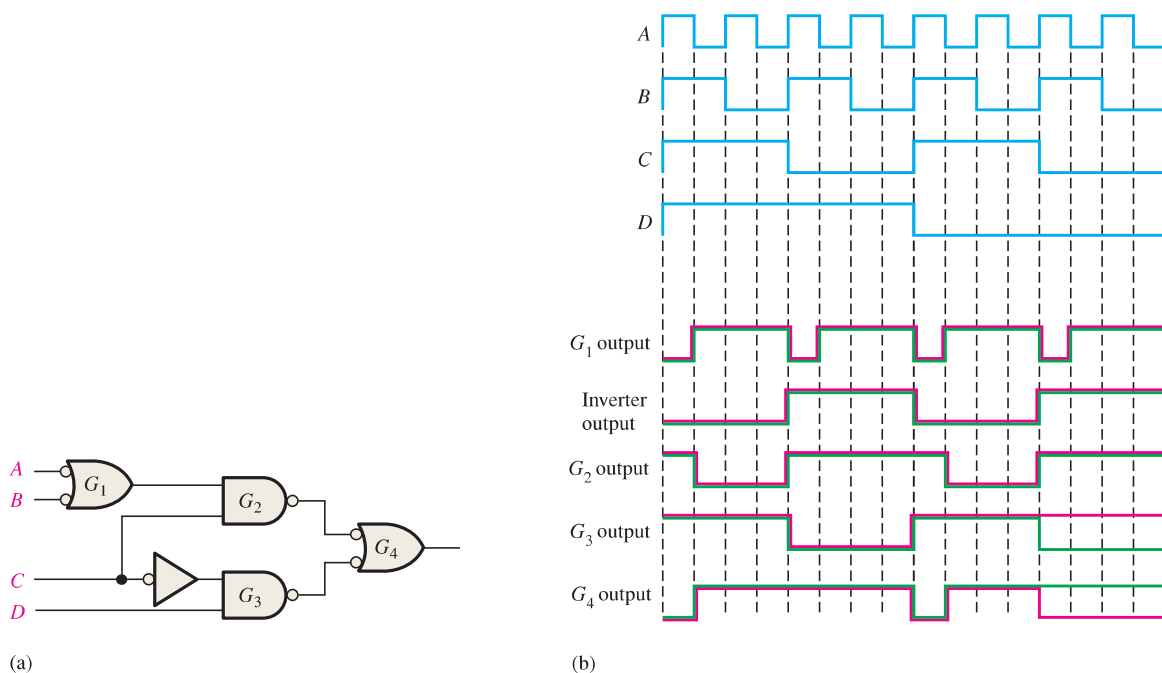 A
B
C
D
G1
G2
G3
G4
(a)
A
B
C
D
G1 output
Inverter
output
G2 output
G3 output
G4 output
(b)